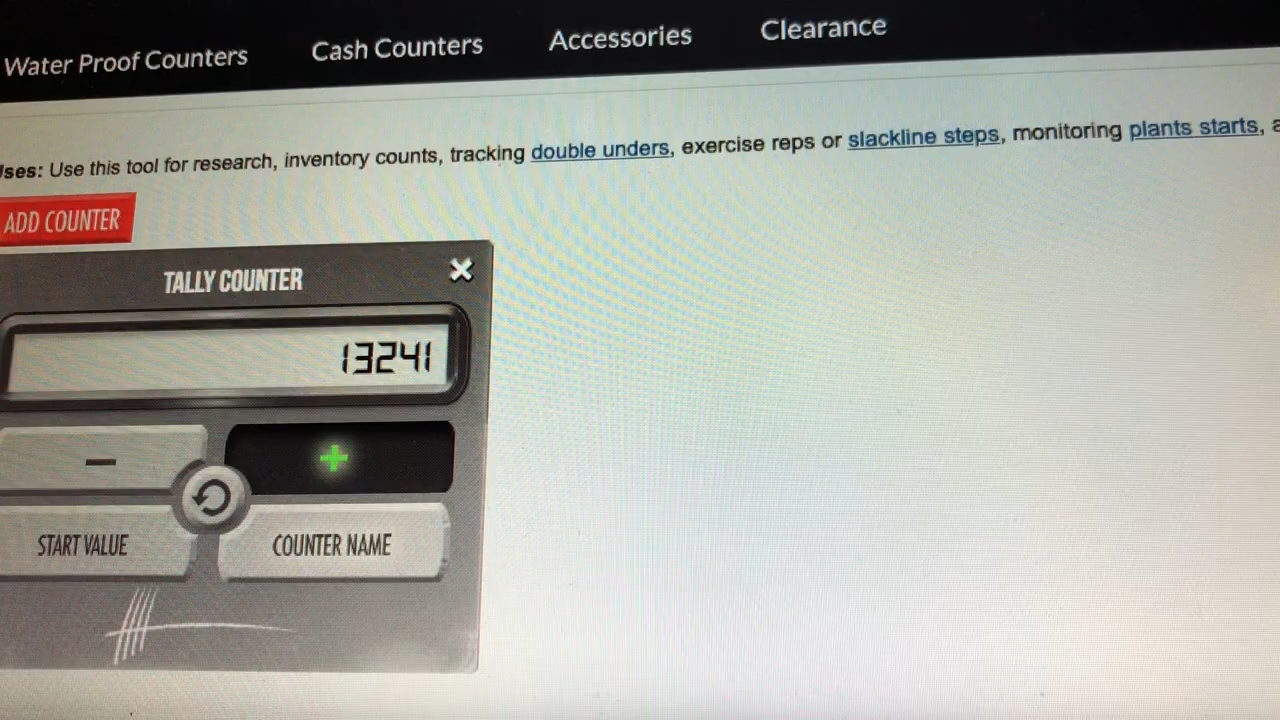 Water Proof Counters Cash Counters Accessories Clearance
Uses: Use this tool for research, inventory counts, tracking double unders, exercise reps or slackline steps, monitoring plants starts,
ADD COUNTER
TALLY COUNTER
13241
START VALUE COUNTER NAME